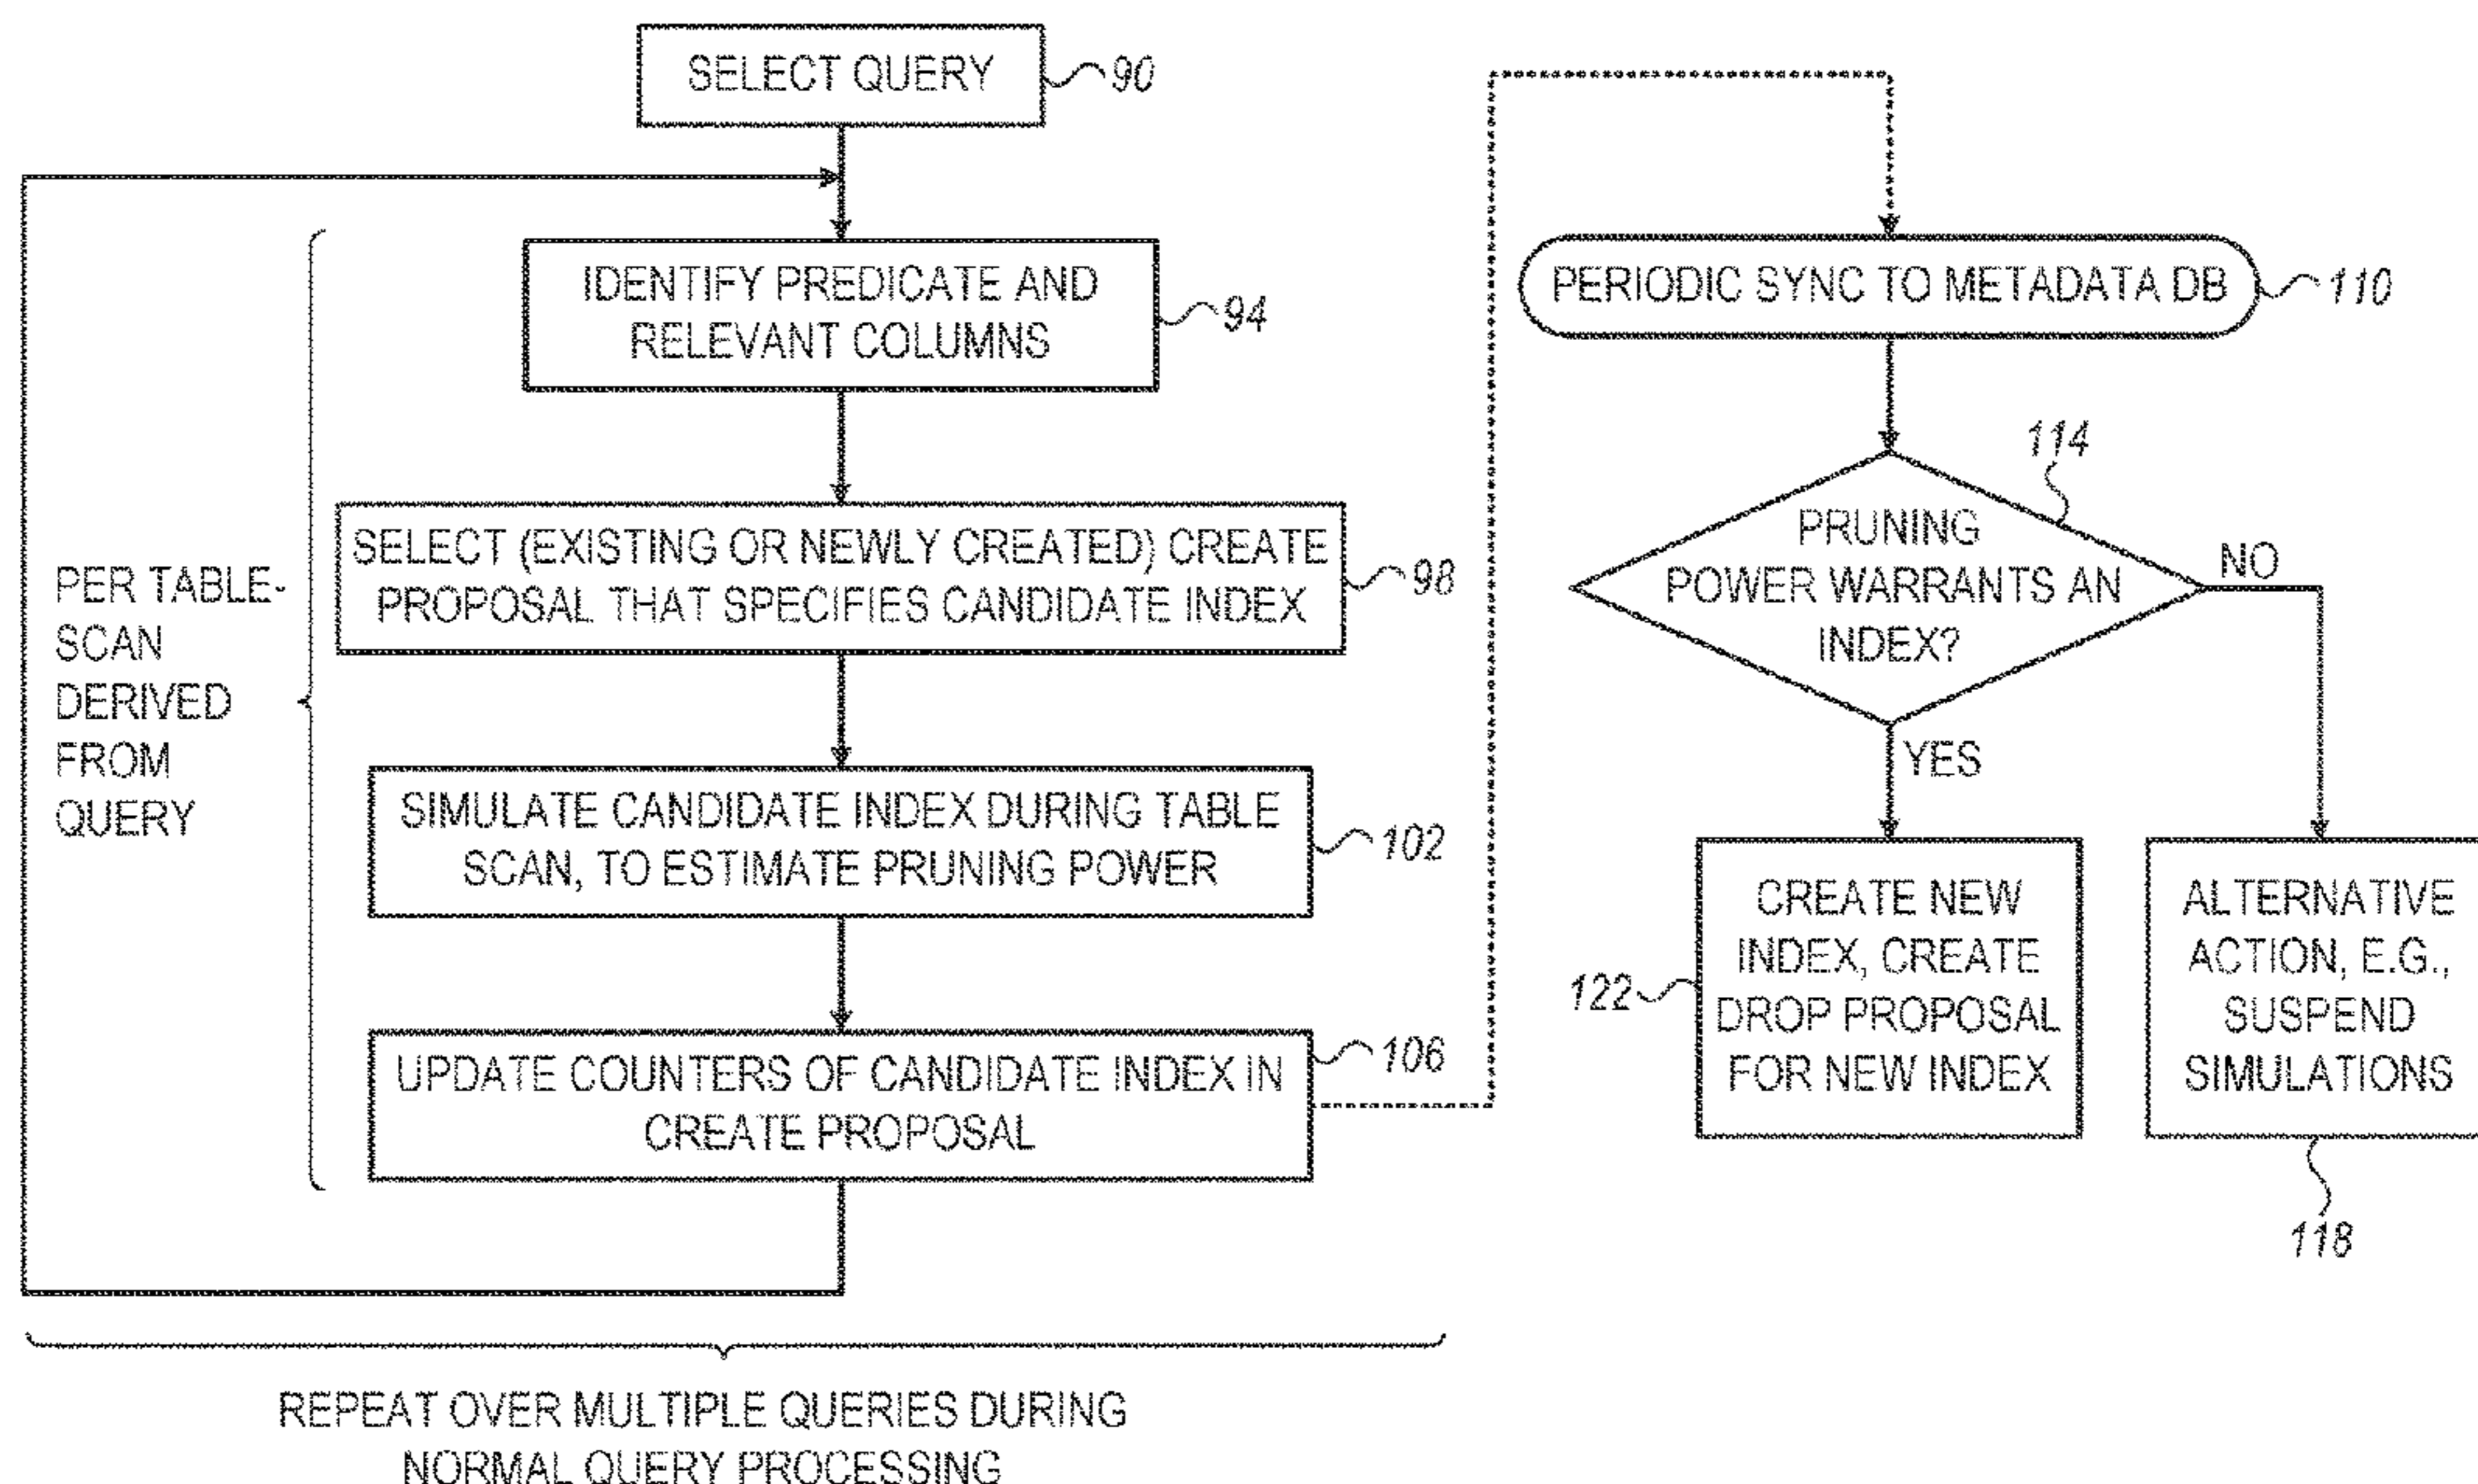 SELECT QUERY
90
IDENTIFY PREDICATE AND
RELEVANT COLUMNS
94
SELECT (EXISTING OR NEWLY CREATED) CREATE
PROPOSAL THAT SPECIFIES CANDIDATE INDEX
98
PER TABLE-
SCAN
DERIVED
FROM
QUERY
SIMULATE CANDIDATE INDEX DURING TABLE
SCAN, TO ESTIMATE PRUNING POWER
102
UPDATE COUNTERS OF CANDIDATE INDEX IN
CREATE PROPOSAL
106
REPEAT OVER MULTIPLE QUERIES DURING
NORMAL QUERY PROCESSING
PERIODIC SYNC TO METADATA DB
110
114
PRUNING
POWER WARRANTS AN
INDEX?
NO
YES
CREATE NEW
INDEX, CREATE
DROP PROPOSAL
FOR NEW INDEX
122
ALTERNATIVE
ACTION, E.G.,
SUSPEND
SIMULATIONS
118